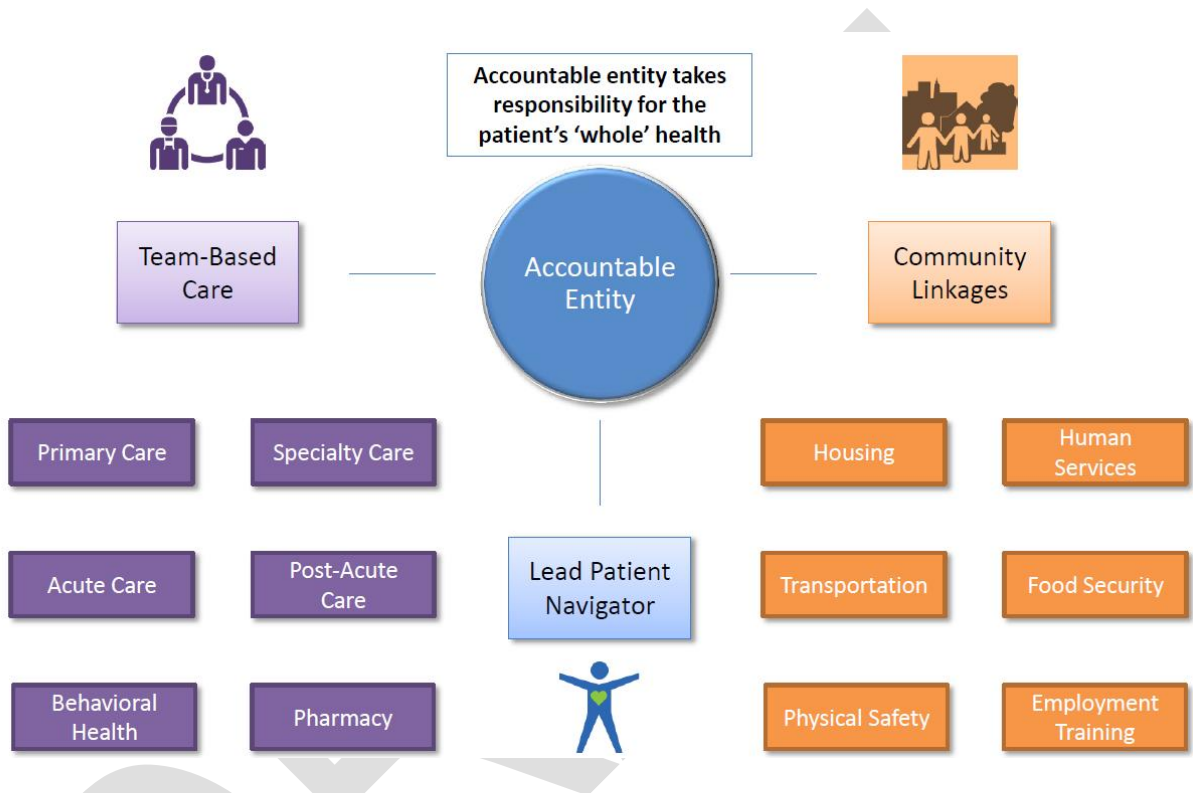 Accountable entity takes
responsibility for the
patient’s ‘whole’ health
Team-Based
Care
Accountable
Entity
Community
Linkages
Primary Care
Specialty Care
Housing
Human
Services
Acute Care
Post-Acute
Care
Lead Patient
Navigator
Transportation
Food Security
Behavioral
Health
Pharmacy
Physical Safety
Employment
Training